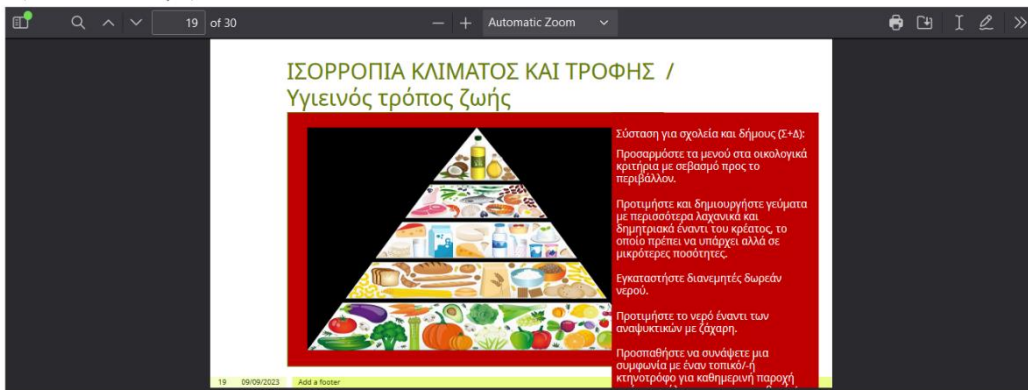 19 of 30
Automatic Zoom
ΙΣΟΡΡΟΠΙΑ ΚΛΙΜΑΤΟΣ ΚΑΙ ΤΡΟΦΗΣ /
Υγιεινός τρόπος ζωής
Σύσταση για σχολεία και δήμους (Σ+Δ):
Προσαρμόστε τα μενού στα οικολογικά
κριτήρια με σεβασμό προς το
περιβάλλον.
Προτιμήστε και δημιουργήστε γεύματα
με περισσότερα λαχανικά και
δημητριακά έναντι του κρέατος, το
οποίο πρέπει να υπάρχει αλλά σε
μικρότερες ποσότητες.
Εγκαταστήστε διανεμητές δωρεάν
νερού.
Προτιμήστε το νερό έναντι των
αναψυκτικών με ζάχαρη.
Προσπαθήστε να συνάψετε μια
συμφωνία με έναν τοπικό/-ή
κτηνοτρόφο για καθημερινή παροχή
19 09/09/2023 Add a footer